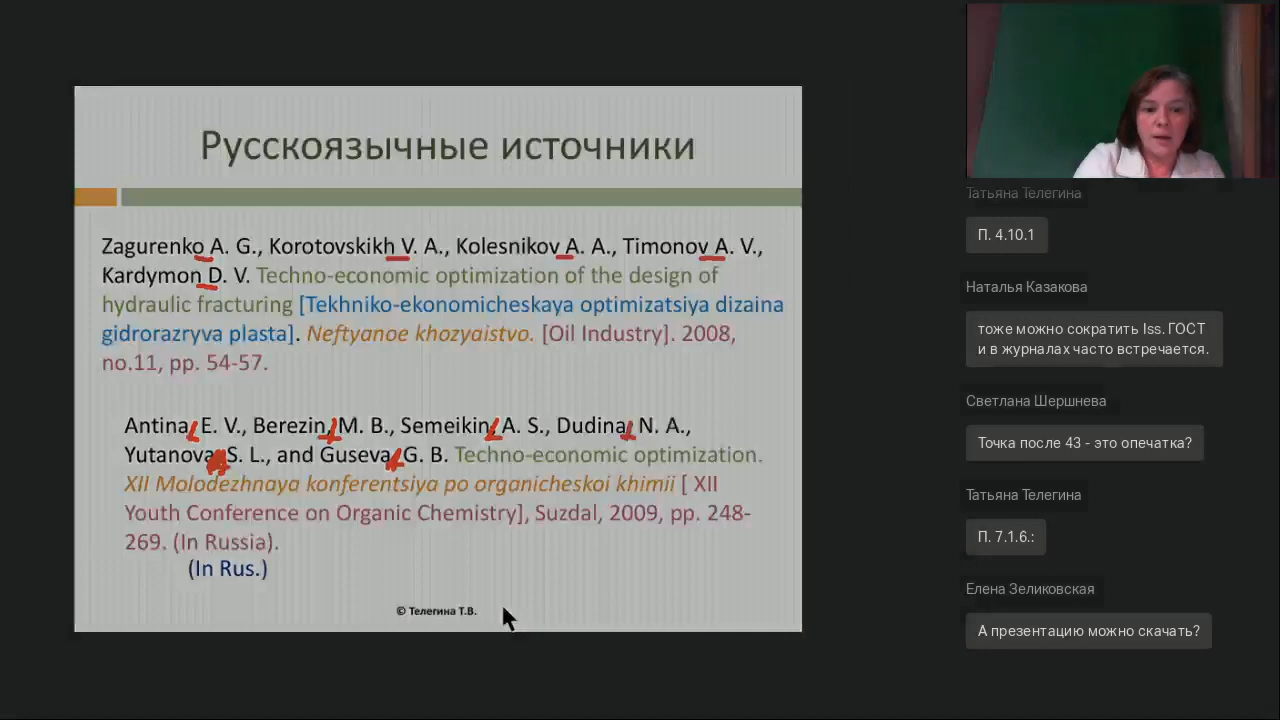 Русскоязычные источники
Zagurenko A. G., Korotovskikh V. A., Kolesnikov A. A., Timonov A. V.,
Kardymon D. V. Techno-economic optimization of the design of
hydraulic fracturing [Tekhniko-ekonomicheskaya optimizatsiya dizaina
gidrorazryva plasta]. Neftyanoe khozyaistvo. [Oil Industry]. 2008,
no.11, pp. 54-57.
Antina, E. V., Berezin, M. B., Semeikin, A. S., Dudina, N. A.,
Yutanova, S. L., and Guseva, G. B. Techno-economic optimization.
XII Molodezhnaya konferentsiya po organicheskoi khimii [ XII
Youth Conference on Organic Chemistry], Suzdal, 2009, pp. 248-
269. (In Russia).
(In Rus.)
© Телегина Т.В.
Татьяна Телегина
П. 4.10.1
Наталья Казакова
тоже можно сократить Iss. ГОСТ
и в журналах часто встречается.
Светлана Шершнева
Точка после 43 - это опечатка?
Татьяна Телегина
П. 7.1.6.:
Елена Зеликовская
А презентацию можно скачать?